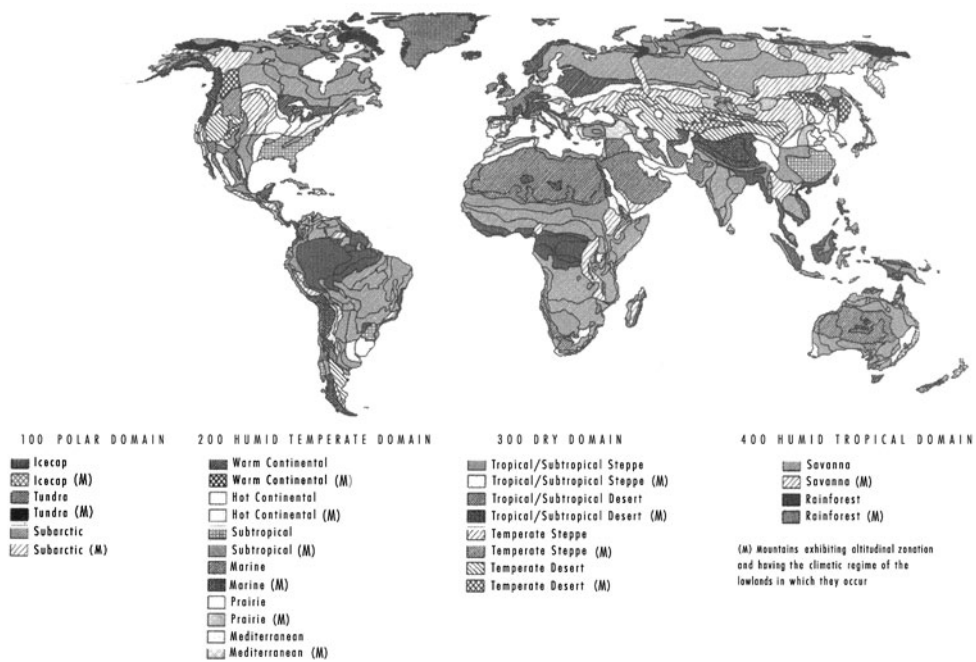 100 POLAR DOMAIN
Icecap
Icecap (M)
Tundra
Tundra (M)
Subarctic
Subarctic (M)
200 HUMID TEMPERATE DOMAIN
Warm Continental
Warm Continental (M)
Hot Continental
Hot Continental (M)
Subtropical
Subtropical (M)
Marine
Marine (M)
Prairie
Prairie (M)
Mediterranean
Mediterranean (M)
300 DRY DOMAIN
Tropical/Subtropical Steppe
Tropical/Subtropical Steppe (M)
Tropical/Subtropical Desert
Tropical/Subtropical Desert (M)
Temperate Steppe
Temperate Steppe (M)
Temperate Desert
Temperate Desert (M)
400 HUMID TROPICAL DOMAIN
Savanna
Savanna (M)
Rainforest
Rainforest (M)
(M) Mountains exhibiting altitudinal zonation
and having the climatic regime of the
lowlands in which they occur